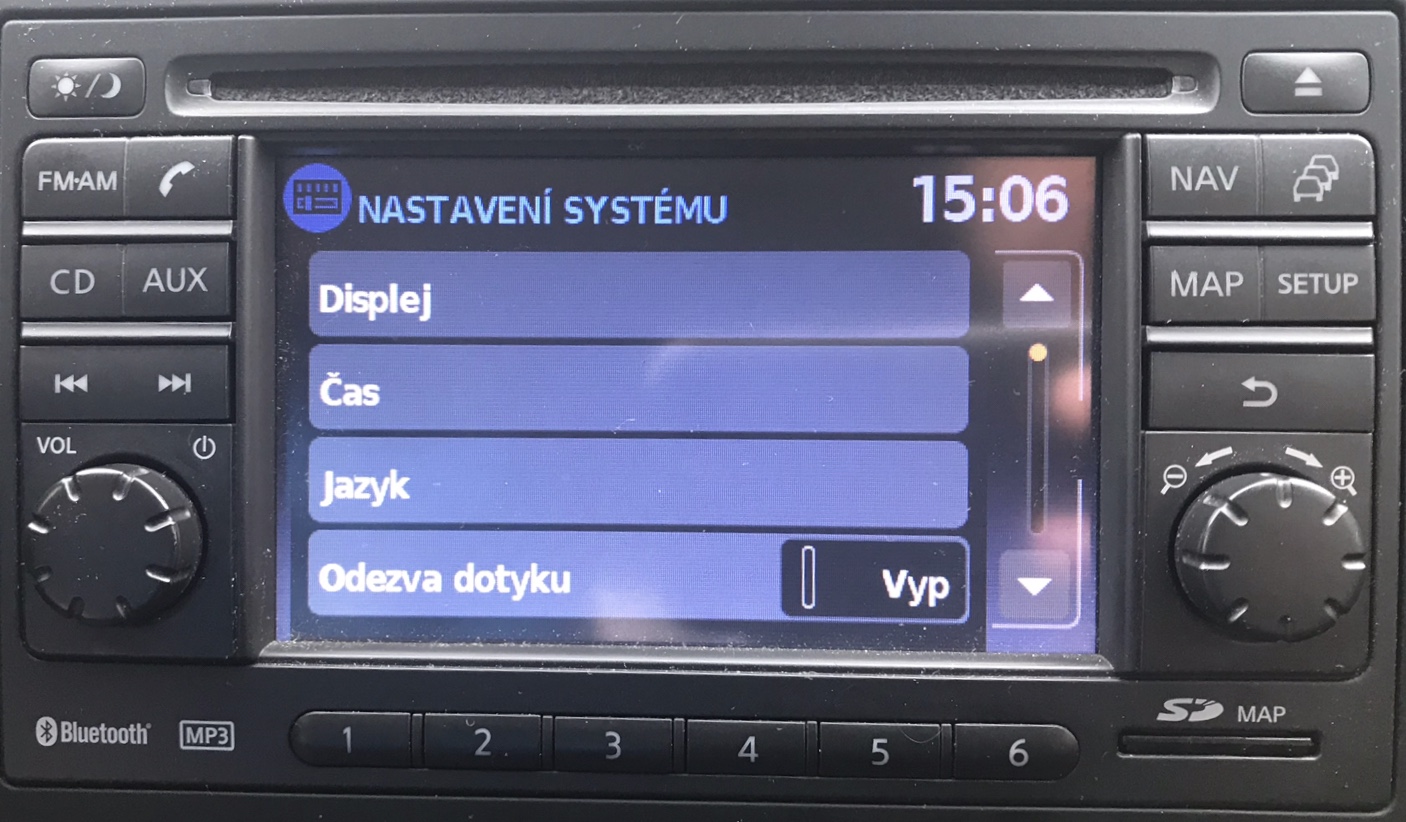 FM·AM
CD AUX
VOL
NASTAVENÍ SYSTÉMU 15:06
Displej
Čas
Jazyk
Odezva dotyku Vyp
NAV
MAP SETUP
Bluetooth® MP3
1 2 3 4 5 6
SD MAP